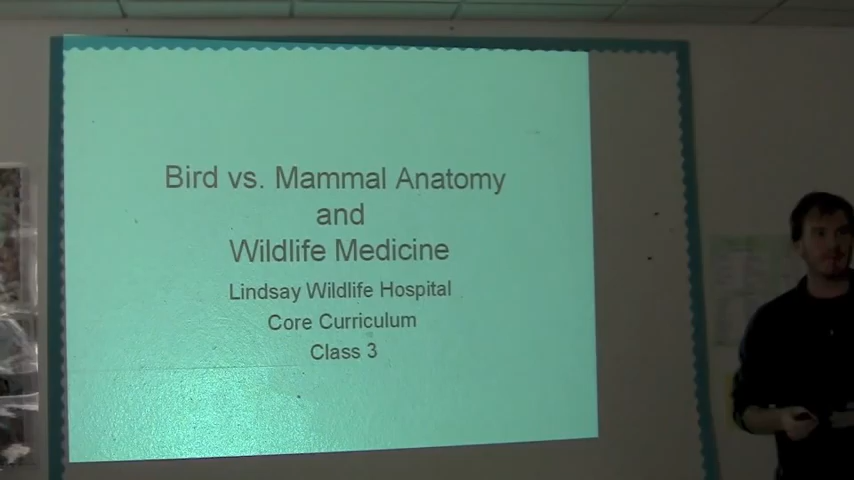 Bird vs. Mammal Anatomy
and
Wildlife Medicine
Lindsay Wildlife Hospital
Core Curriculum
Class 3